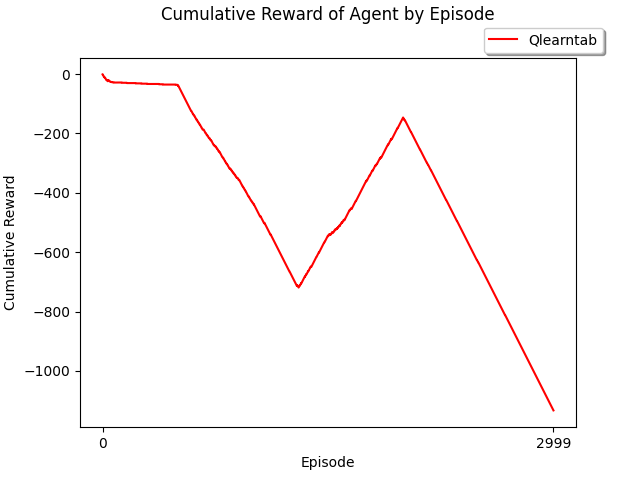 Cumulative Reward of Agent by Episode
Qlearntab
0
−200
−400
−600
−800
−1000
Cumulative Reward
0
2999
Episode